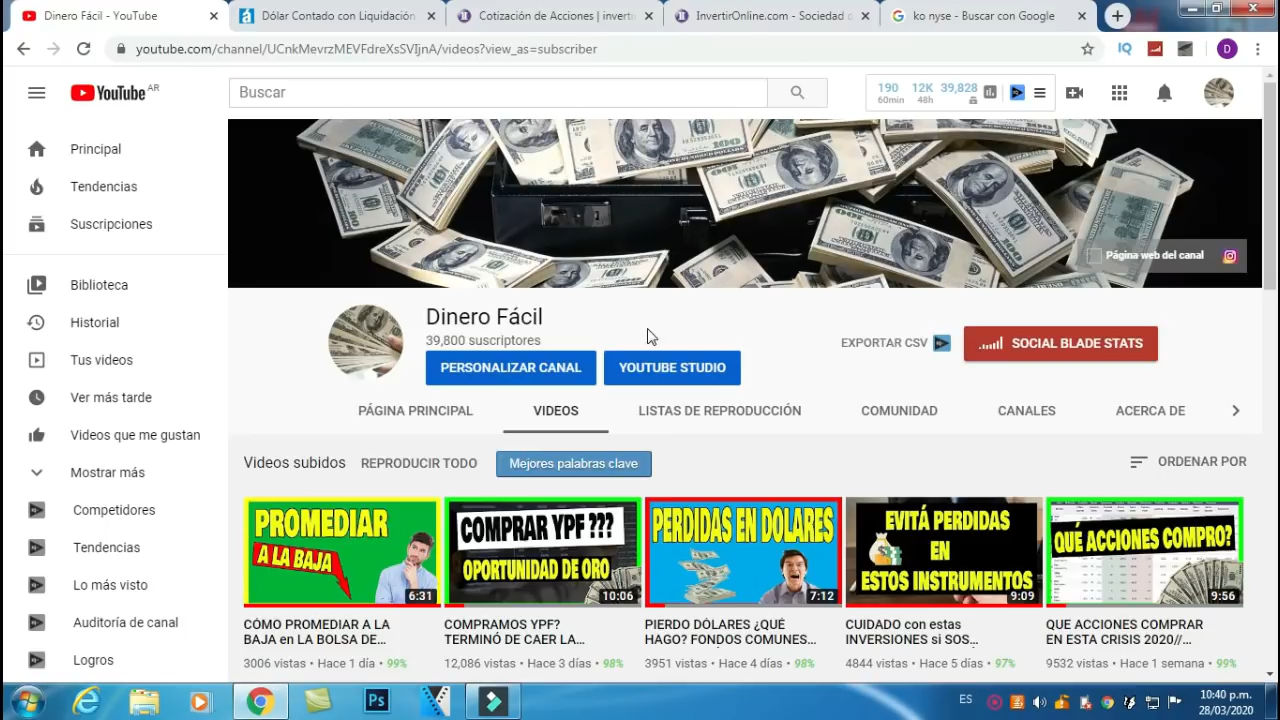 Dinero Fácil - YouTube
Dólar Contado con Liquidació
Cotización de Acciones | inverti
InvertirOnline.com - Sociedad d
ko nyse - Buscar con Google
youtube.com/channel/UCnkMevrzMEVFdreXsSVIjnA/videos?view_as=subscriber
IQ
D
YouTube AR
Buscar
190 12K 39,828
60min 48h
Principal
Tendencias
Suscripciones
Biblioteca
Historial
Tus videos
Ver más tarde
Videos que me gustan
Mostrar más
Competidores
Tendencias
Lo más visto
Auditoría de canal
Logros
Página web del canal
Dinero Fácil
39,800 suscriptores
PERSONALIZAR CANAL
YOUTUBE STUDIO
EXPORTAR CSV
SOCIAL BLADE STATS
PÁGINA PRINCIPAL
VIDEOS
LISTAS DE REPRODUCCIÓN
COMUNIDAD
CANALES
ACERCA DE
Videos subidos
REPRODUCIR TODO
Mejores palabras clave
ORDENAR POR
PROMEDIAR
A LA BAJA
6:31
CÓMO PROMEDIAR A LA
BAJA en LA BOLSA DE...
3006 vistas • Hace 1 día • 99%
COMPRAR YPF ???
OPORTUNIDAD DE ORO
10:06
COMPRAMOS YPF?
TERMINÓ DE CAER LA...
12,086 vistas • Hace 3 días • 98%
PERDIDAS EN DOLARES
7:12
PIERDO DÓLARES ¿QUÉ
HAGO? FONDOS COMUNES...
3951 vistas • Hace 4 días • 98%
EVITÁ PERDIDAS
EN
ESTOS INSTRUMENTOS
9:09
CUIDADO con estas
INVERSIONES si SOS...
4844 vistas • Hace 5 días • 97%
QUÉ ACCIONES COMPRO?
9:56
QUE ACCIONES COMPRAR
EN ESTA CRISIS 2020//...
9532 vistas • Hace 1 semana • 99%
Ps
ES
10:40 p.m.
28/03/2020